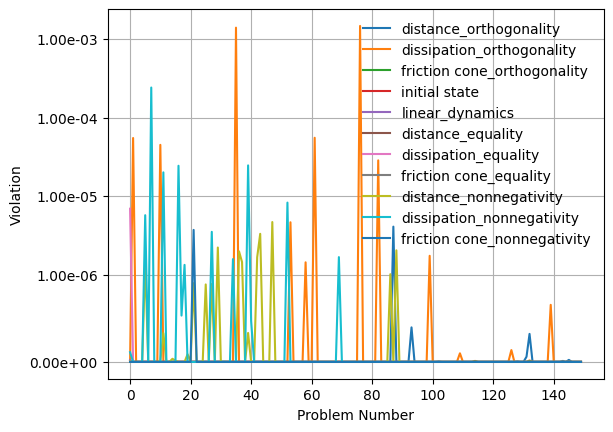 1.00e-03
1.00e-04
1.00e-05
1.00e-06
0.00e+00
Violation
distance_orthogonality
dissipation_orthogonality
friction cone_orthogonality
initial state
linear_dynamics
distance_equality
dissipation_equality
friction cone_equality
distance_nonnegativity
dissipation_nonnegativity
friction cone_nonnegativity
0 20 40 60 80 100 120 140
Problem Number